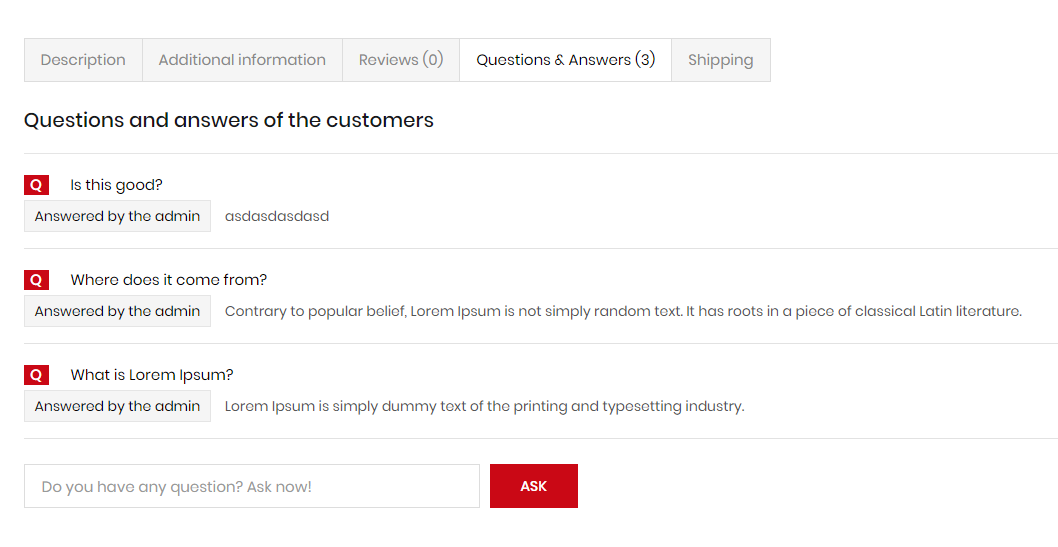 Description Additional information Reviews (0) Questions & Answers (3) Shipping
Questions and answers of the customers
Q Is this good?
Answered by the admin asdasdasdasd
Q Where does it come from?
Answered by the admin Contrary to popular belief, Lorem Ipsum is not simply random text. It has roots in a piece of classical Latin literature.
Q What is Lorem Ipsum?
Answered by the admin Lorem Ipsum is simply dummy text of the printing and typesetting industry.
Do you have any question? Ask now! ASK